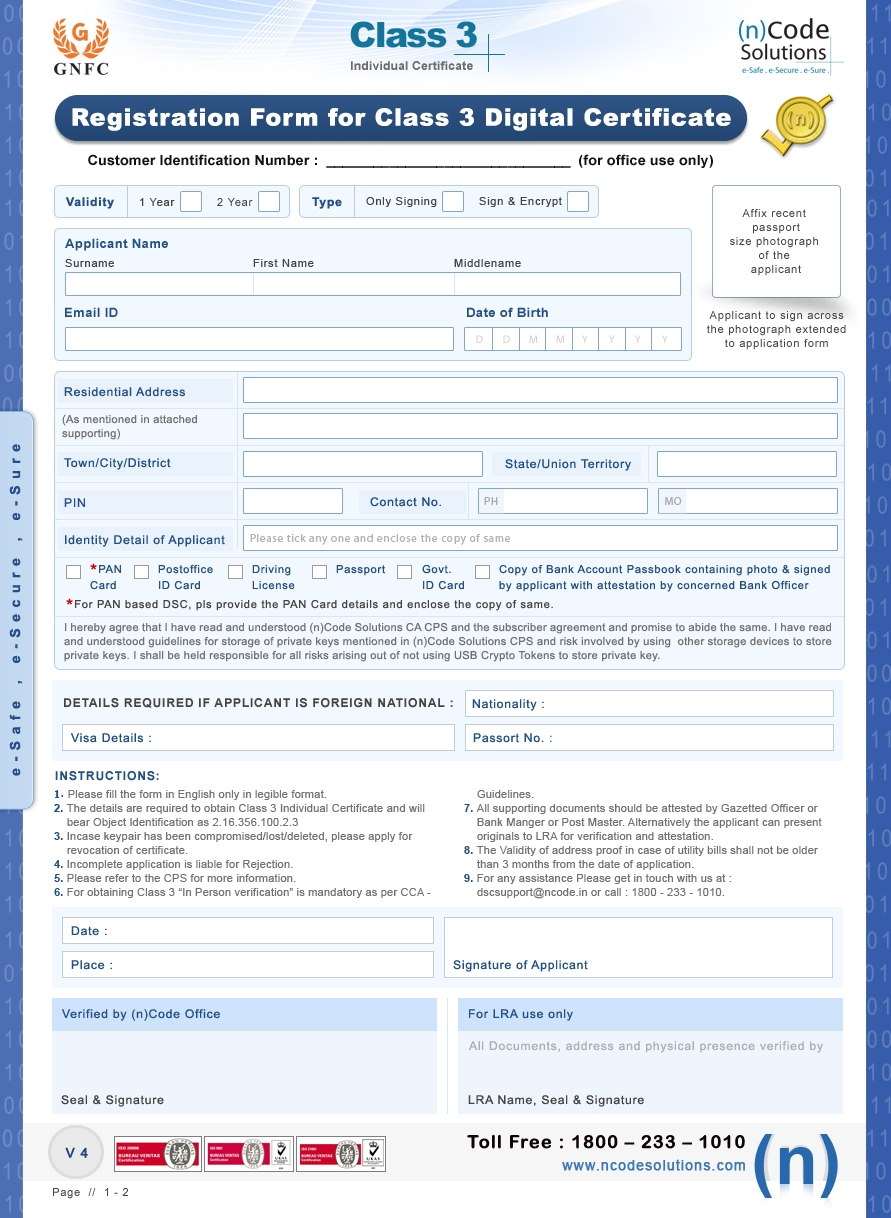 G
GNFC
Class 3
Individual Certificate
(n)Code
Solutions
e-Safe . e-Secure . e-Sure .
Registration Form for Class 3 Digital Certificate
(n)
Customer Identification Number : ____________________________ (for office use only)
Validity 1 Year 2 Year Type Only Signing Sign & Encrypt
Affix recent
passport
size photograph
of the
applicant
Applicant to sign across
the photograph extended
to application form
Applicant Name
Surname First Name Middlename
Email ID Date of Birth
D D M M Y Y Y Y
Residential Address
(As mentioned in attached
supporting)
Town/City/District State/Union Territory
PIN Contact No. PH MO
Identity Detail of Applicant Please tick any one and enclose the copy of same
*PAN Card
Postoffice ID Card
Driving License
Passport
Govt. ID Card
Copy of Bank Account Passbook containing photo & signed
by applicant with attestation by concerned Bank Officer
*For PAN based DSC, pls provide the PAN Card details and enclose the copy of same.
I hereby agree that I have read and understood (n)Code Solutions CA CPS and the subscriber agreement and promise to abide the same. I have read
and understood guidelines for storage of private keys mentioned in (n)Code Solutions CPS and risk involved by using other storage devices to store
private keys. I shall be held responsible for all risks arising out of not using USB Crypto Tokens to store private key.
e-Safe , e-Secure , e-Sure
DETAILS REQUIRED IF APPLICANT IS FOREIGN NATIONAL : Nationality :
Visa Details : Passort No. :
INSTRUCTIONS:
1. Please fill the form in English only in legible format.
2. The details are required to obtain Class 3 Individual Certificate and will
bear Object Identification as 2.16.356.100.2.3
3. Incase keypair has been compromised/lost/deleted, please apply for
revocation of certificate.
4. Incomplete application is liable for Rejection.
5. Please refer to the CPS for more information.
6. For obtaining Class 3 “In Person verification” is mandatory as per CCA -
Guidelines.
7. All supporting documents should be attested by Gazetted Officer or
Bank Manger or Post Master. Alternatively the applicant can present
originals to LRA for verification and attestation.
8. The Validity of address proof in case of utility bills shall not be older
than 3 months from the date of application.
9. For any assistance Please get in touch with us at :
dscsupport@ncode.in or call : 1800 - 233 - 1010.
Date :
Place :
Signature of Applicant
Verified by (n)Code Office
Seal & Signature
For LRA use only
All Documents, address and physical presence verified by
LRA Name, Seal & Signature
V 4
BUREAU VERITAS
Certification
BUREAU VERITAS
Certification
UKAS
BUREAU VERITAS
Certification
UKAS
Toll Free : 1800 – 233 – 1010
www.ncodesolutions.com
(n)
Page // 1 - 2